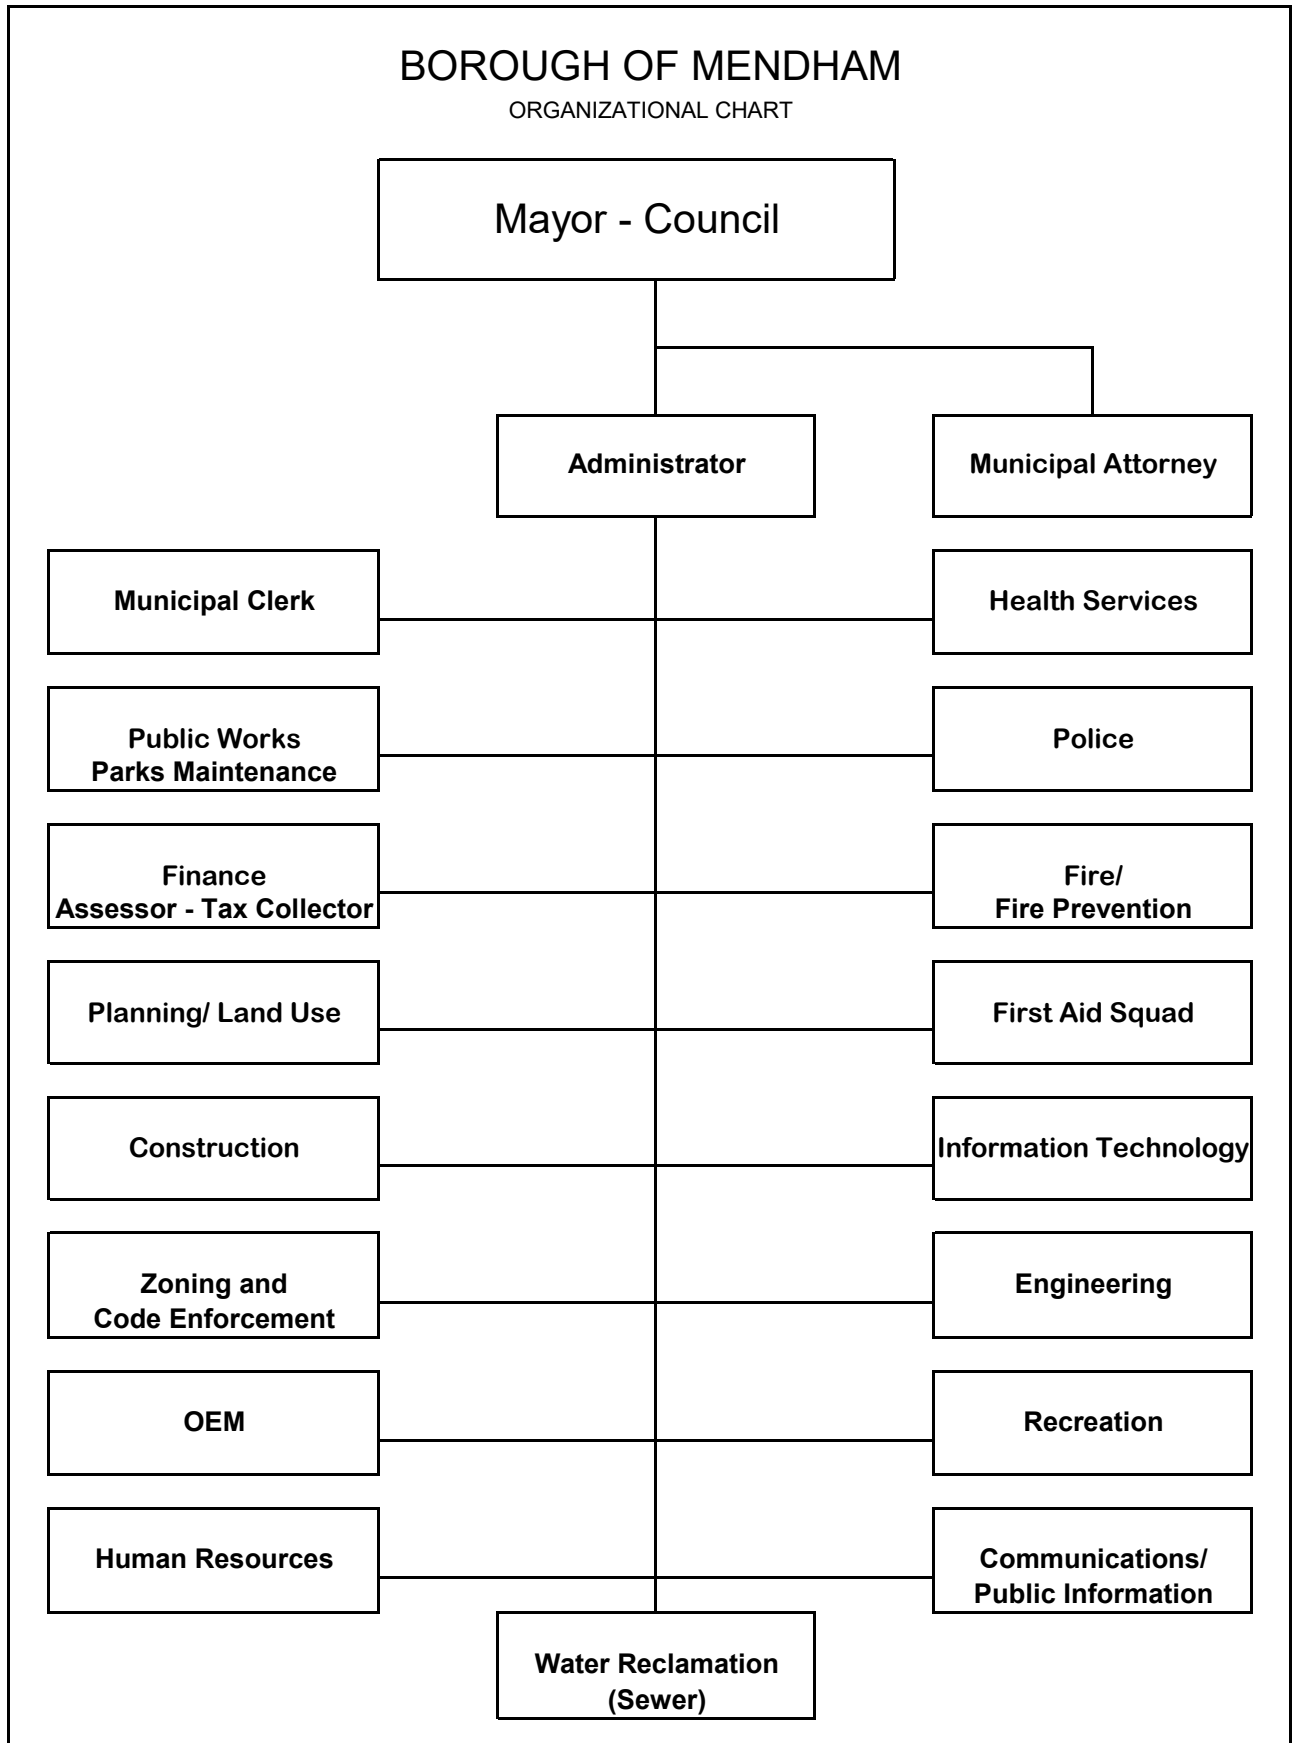 BOROUGH OF MENDHAM
ORGANIZATIONAL CHART
Mayor - Council
Administrator
Municipal Attorney
Municipal Clerk
Health Services
Public Works
Parks Maintenance
Police
Finance
Assessor - Tax Collector
Fire/
Fire Prevention
Planning/ Land Use
First Aid Squad
Construction
Information Technology
Zoning and
Code Enforcement
Engineering
OEM
Recreation
Human Resources
Communications/
Public Information
Water Reclamation
(Sewer)